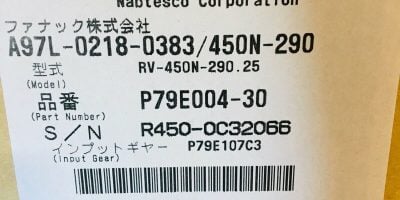 Nabtesco Corporation
ファナック株式会社
A97L-0218-0383/450N-290
型式 RV-450N-290.25
(Model)
品番 P79E004-30
(Part Number)
S/N R450-0C32066
インプットギヤー P79E107C3
(Input Gear)